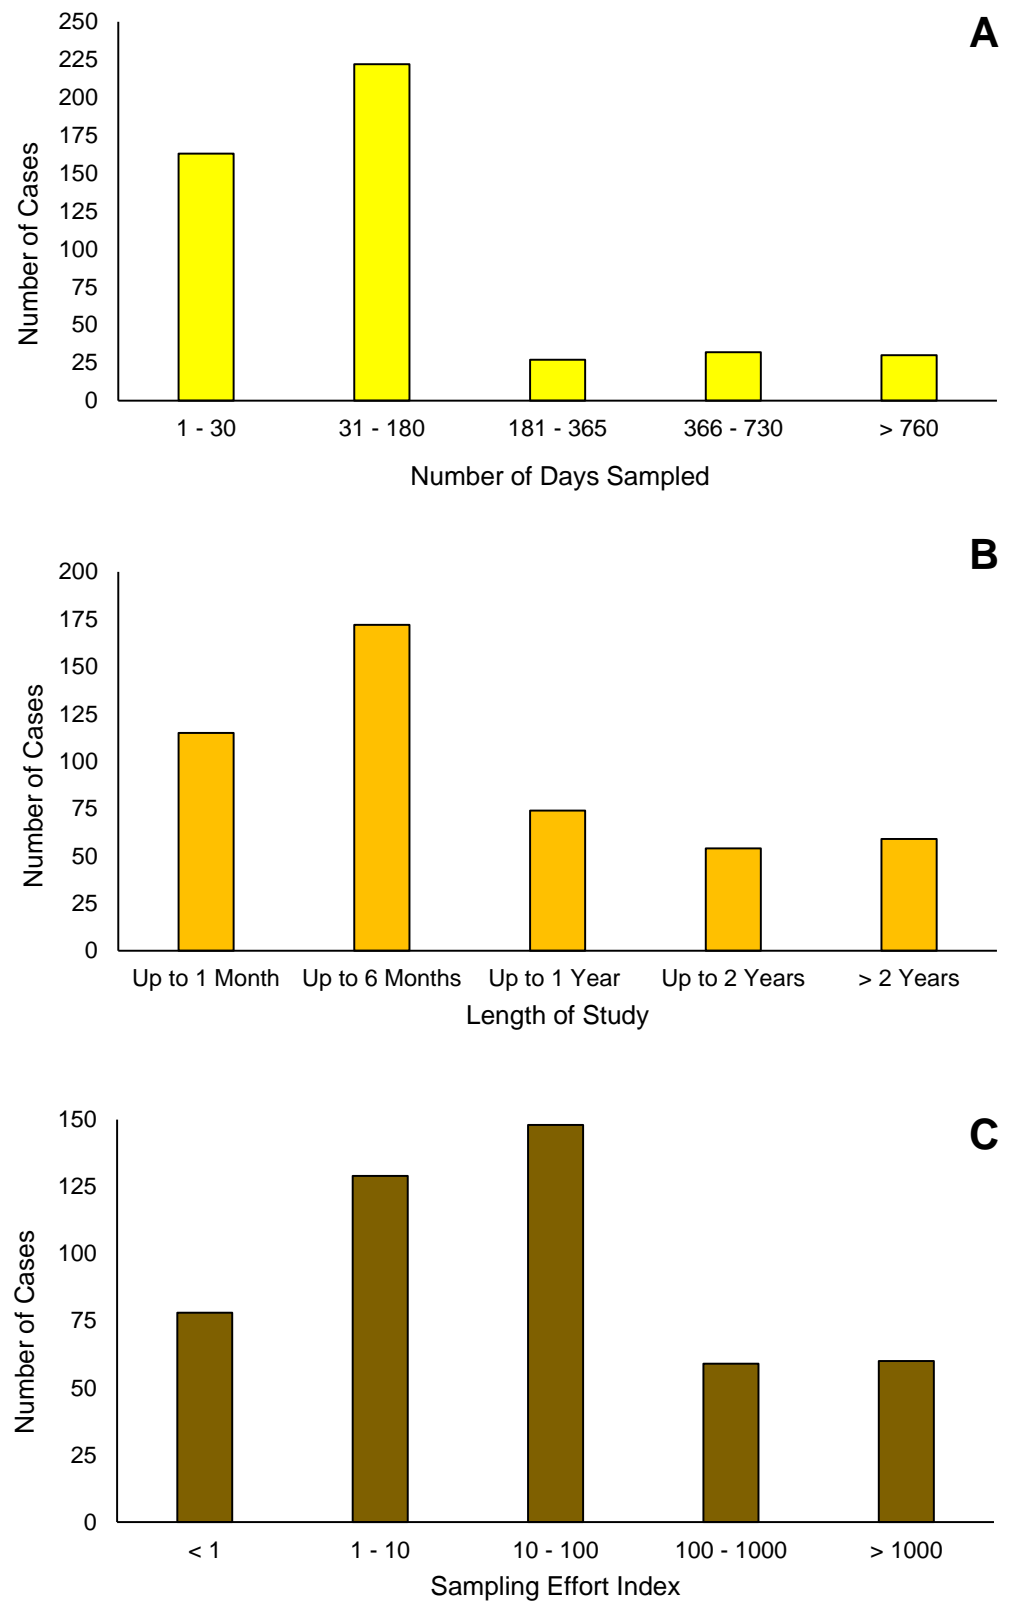 A
Number of Cases
250
225
200
175
150
125
100
75
50
25
0
1 - 30 31 - 180 181 - 365 366 - 730 > 760
Number of Days Sampled
B
Number of Cases
200
175
150
125
100
75
50
25
0
Up to 1 Month Up to 6 Months Up to 1 Year Up to 2 Years > 2 Years
Length of Study
C
Number of Cases
150
125
100
75
50
25
0
< 1 1 - 10 10 - 100 100 - 1000 > 1000
Sampling Effort Index